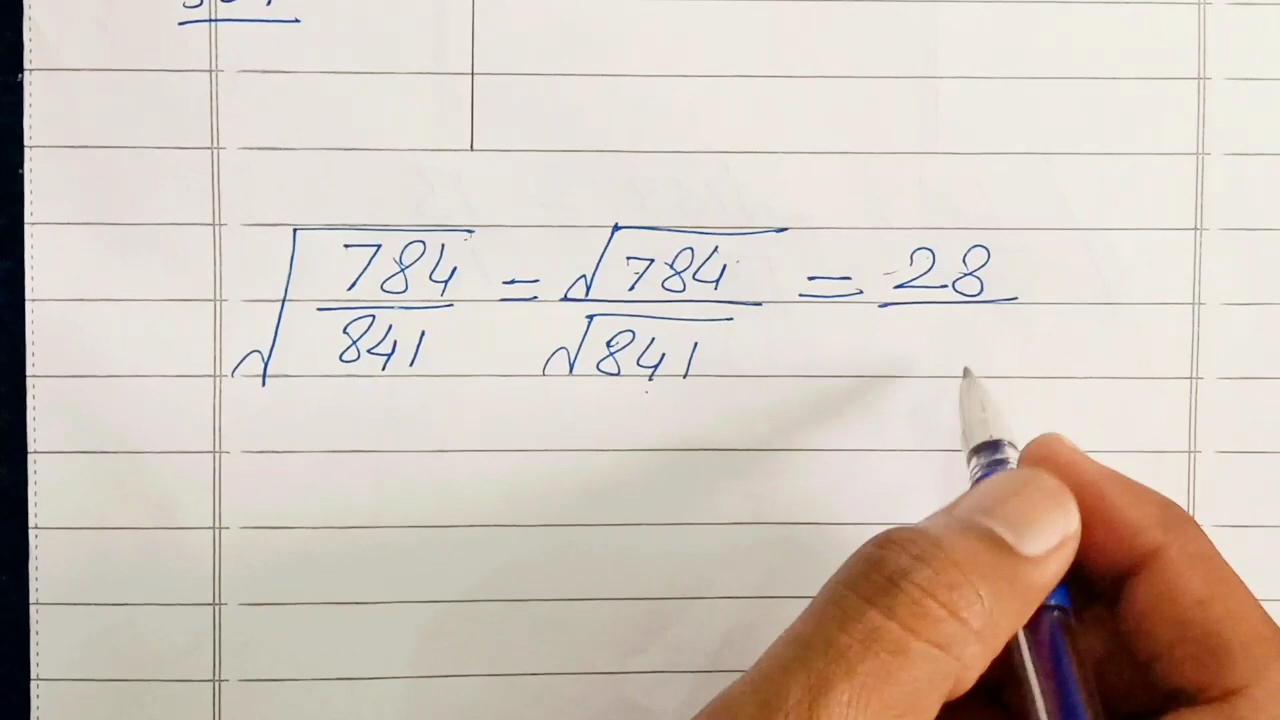 √784/841 = √784/√841 = 28/